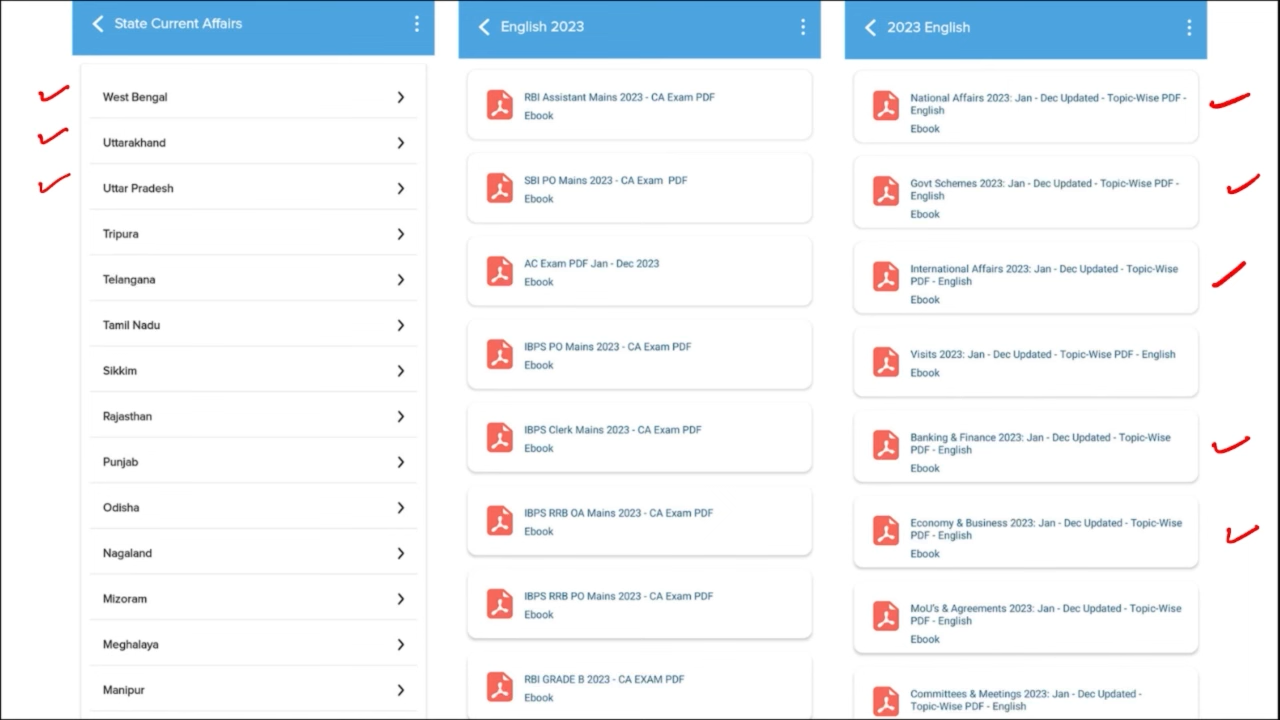 State Current Affairs
West Bengal
Uttarakhand
Uttar Pradesh
Tripura
Telangana
Tamil Nadu
Sikkim
Rajasthan
Punjab
Odisha
Nagaland
Mizoram
Meghalaya
Manipur
English 2023
RBI Assistant Mains 2023 - CA Exam PDF
Ebook
SBI PO Mains 2023 - CA Exam PDF
Ebook
AC Exam PDF Jan - Dec 2023
Ebook
IBPS PO Mains 2023 - CA Exam PDF
Ebook
IBPS Clerk Mains 2023 - CA Exam PDF
Ebook
IBPS RRB OA Mains 2023 - CA Exam PDF
Ebook
IBPS RRB PO Mains 2023 - CA Exam PDF
Ebook
RBI GRADE B 2023 - CA EXAM PDF
Ebook
2023 English
National Affairs 2023: Jan - Dec Updated - Topic-Wise PDF -
English
Ebook
Govt Schemes 2023: Jan - Dec Updated - Topic-Wise PDF -
English
Ebook
International Affairs 2023: Jan - Dec Updated - Topic-Wise
PDF - English
Ebook
Visits 2023: Jan - Dec Updated - Topic-Wise PDF - English
Ebook
Banking & Finance 2023: Jan - Dec Updated - Topic-Wise
PDF - English
Ebook
Economy & Business 2023: Jan - Dec Updated - Topic-Wise
PDF - English
Ebook
MoU's & Agreements 2023: Jan - Dec Updated - Topic-Wise
PDF - English
Ebook
Committees & Meetings 2023: Jan - Dec Updated -
Topic-Wise PDF - English